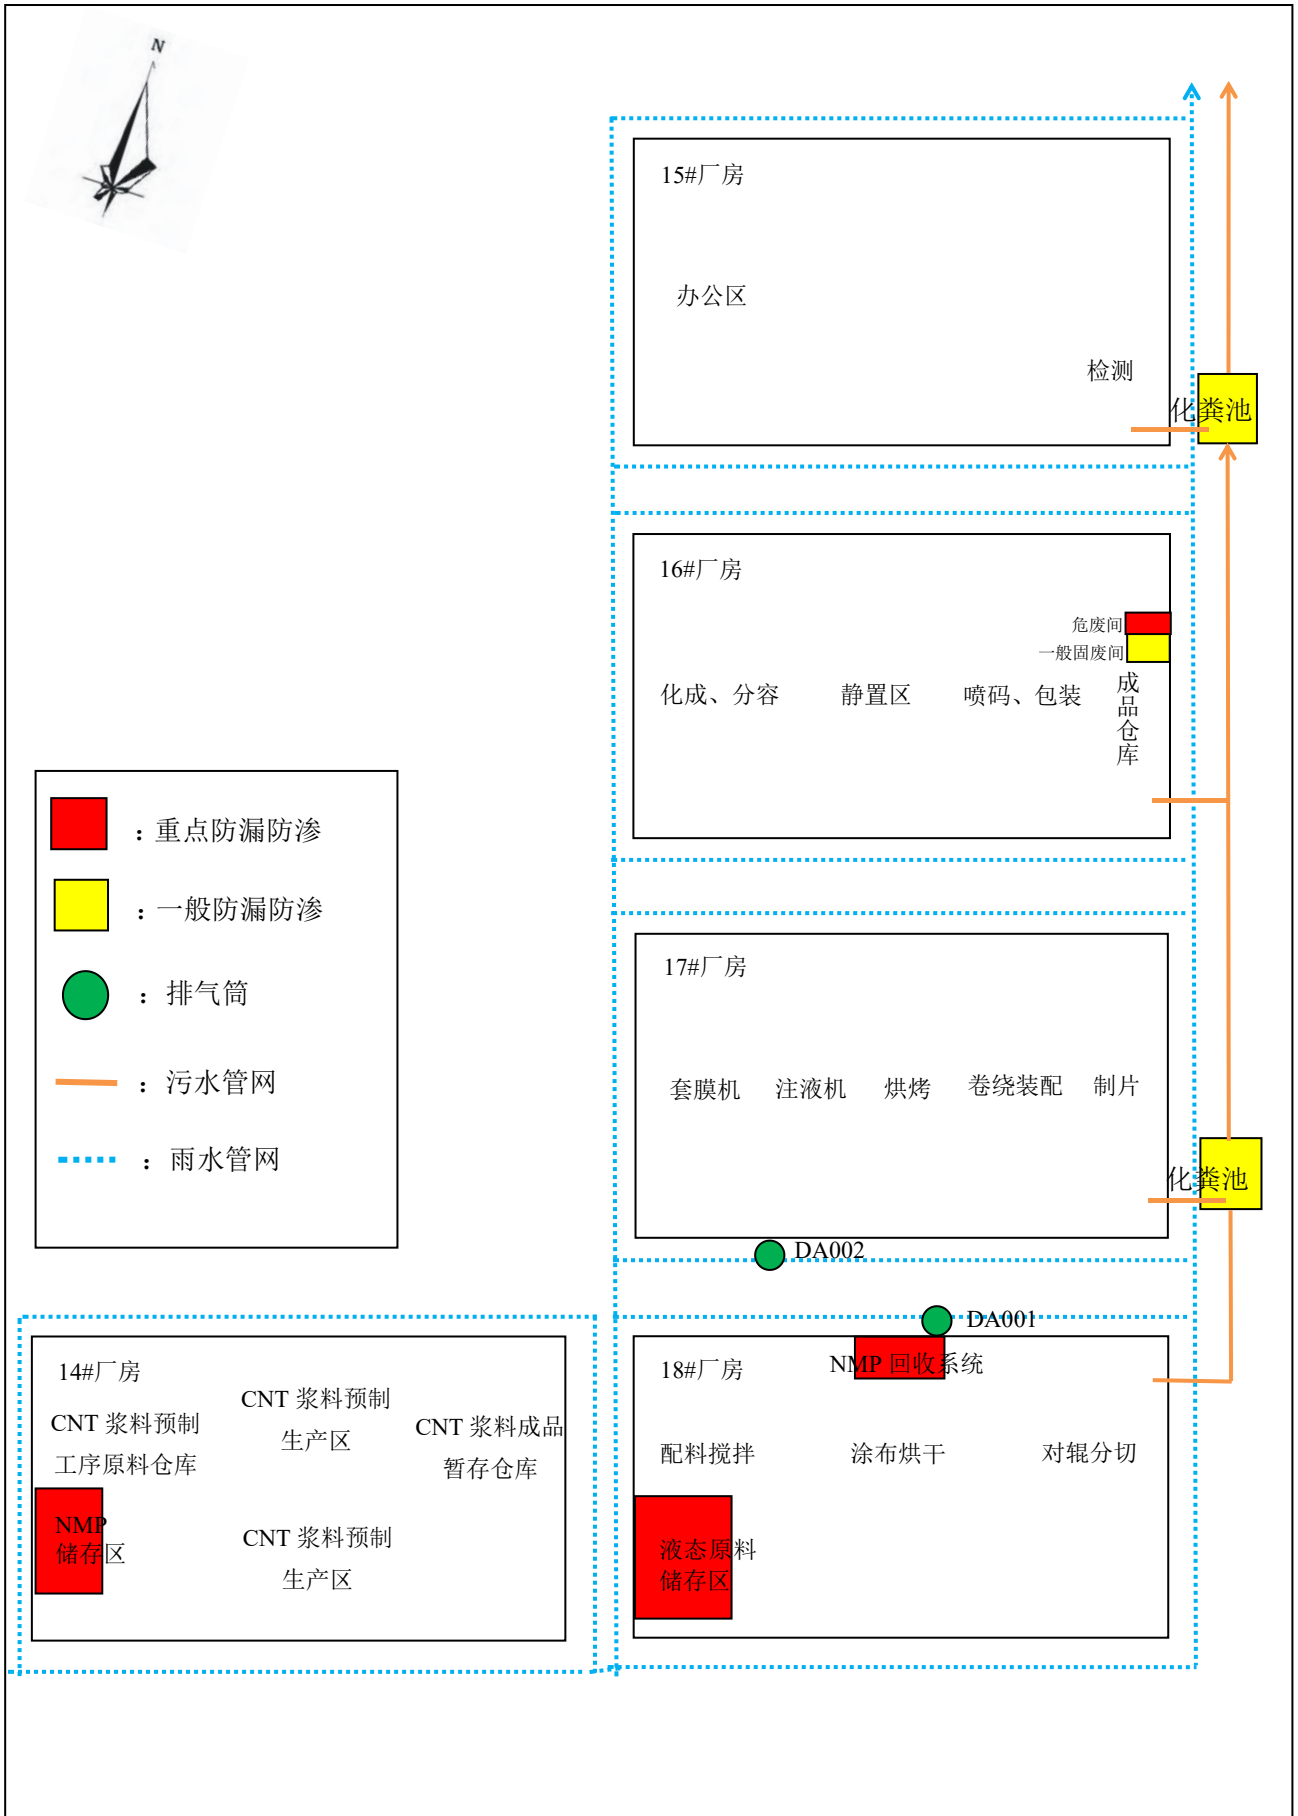 N
15#厂房
办公区
检测
化粪池
16#厂房
危废间
一般固废间
化成、分容
静置区
喷码、包装
成品仓库
：重点防漏防渗
：一般防漏防渗
：排气筒
：污水管网
：雨水管网
17#厂房
套膜机
注液机
烘烤
卷绕装配
制片
化粪池
DA002
DA001
14#厂房
CNT 浆料预制
工序原料仓库
CNT 浆料预制
生产区
CNT 浆料成品
暂存仓库
NMP
储存区
CNT 浆料预制
生产区
18#厂房
NMP 回收系统
配料搅拌
涂布烘干
对辊分切
液态原料
储存区